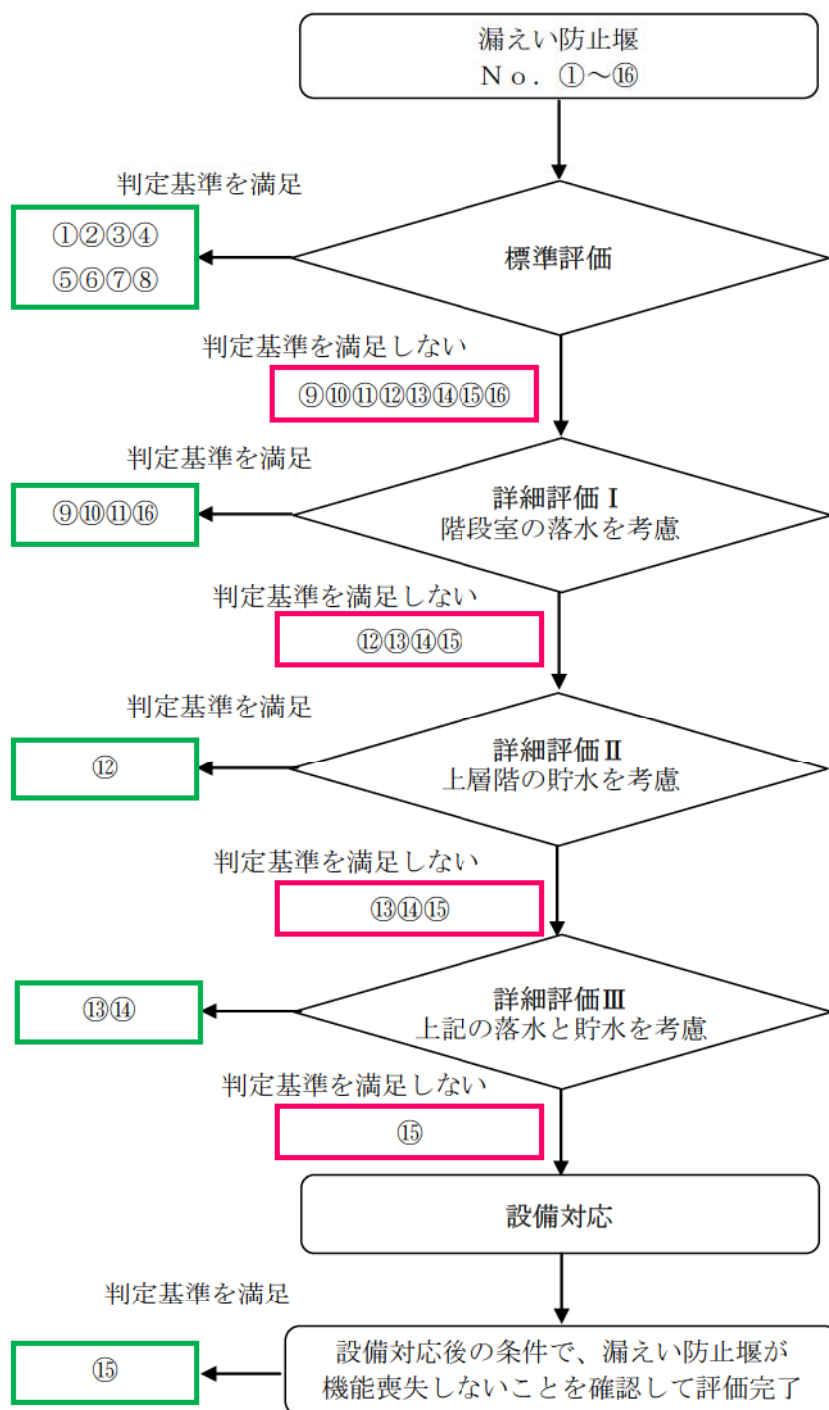 漏えい防止堰
Ｎｏ．①～⑯
判定基準を満足
①②③④
⑤⑥⑦⑧
標準評価
判定基準を満足しない
⑨⑩⑪⑫⑬⑭⑮⑯
判定基準を満足
⑨⑩⑪⑯
詳細評価Ⅰ
階段室の落水を考慮
判定基準を満足しない
⑫⑬⑭⑮
判定基準を満足
⑫
詳細評価Ⅱ
上層階の貯水を考慮
判定基準を満足しない
⑬⑭⑮
⑬⑭
詳細評価Ⅲ
上記の落水と貯水を考慮
判定基準を満足しない
⑮
設備対応
判定基準を満足
⑮
設備対応後の条件で、漏えい防止堰が
機能喪失しないことを確認して評価完了